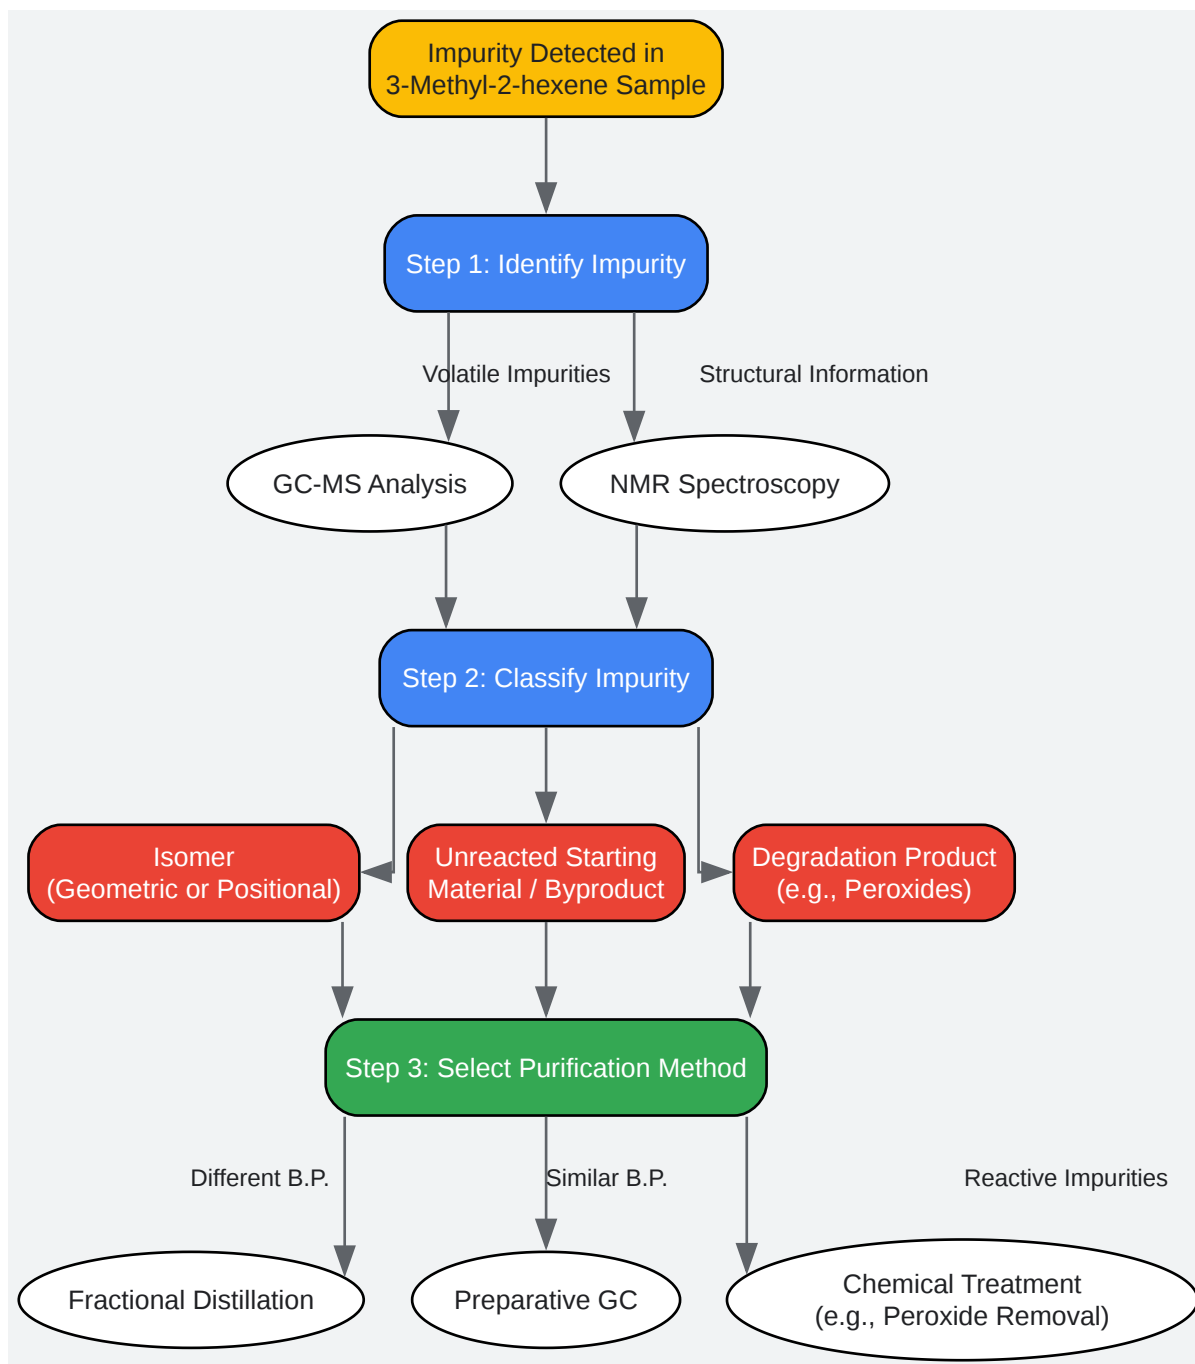 Impurity Detected in
3-Methyl-2-hexene Sample
Step 1: Identify Impurity
Volatile Impurities
Structural Information
GC-MS Analysis
NMR Spectroscopy
Step 2: Classify Impurity
Isomer
(Geometric or Positional)
Unreacted Starting
Material / Byproduct
Degradation Product
(e.g., Peroxides)
Step 3: Select Purification Method
Different B.P.
Similar B.P.
Reactive Impurities
Fractional Distillation
Preparative GC
Chemical Treatment
(e.g., Peroxide Removal)